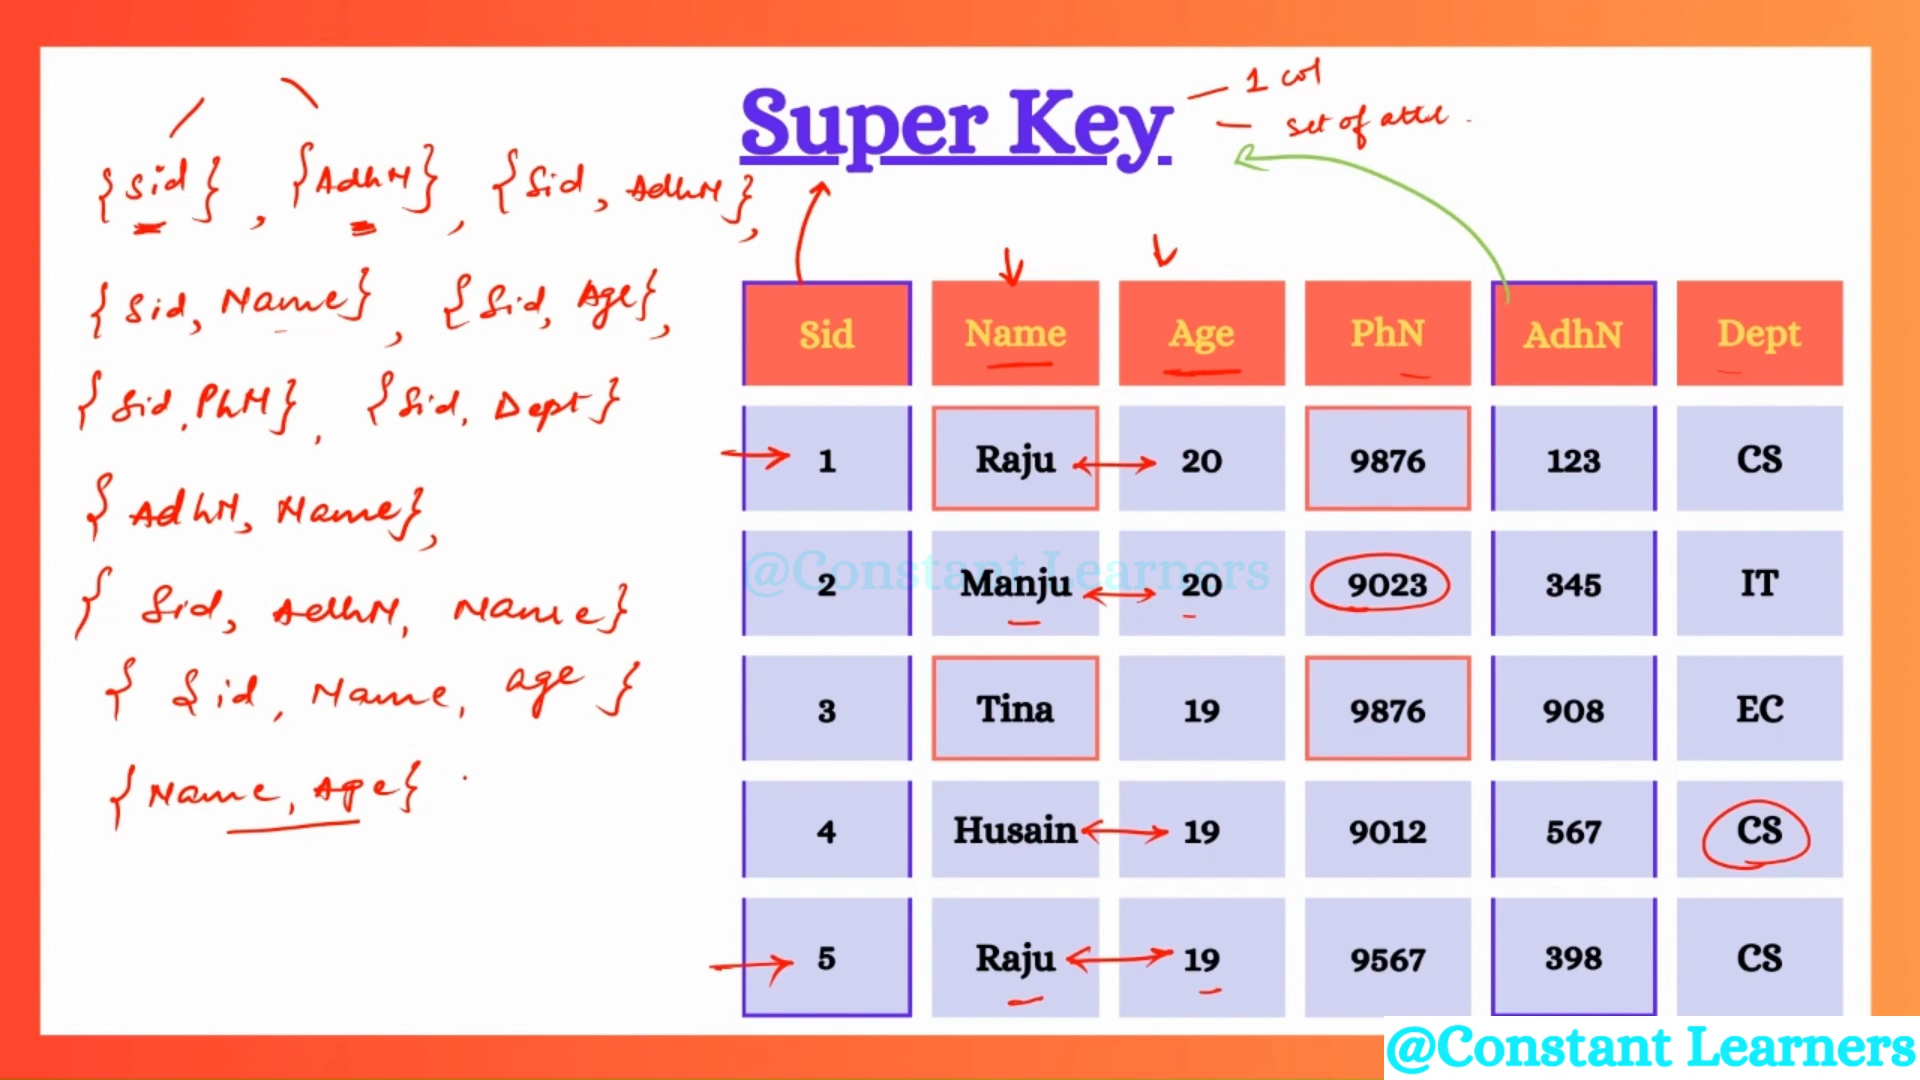 Super Key
1 col
set of attri.
{Sid}, {AdhN}, {Sid, AdhN},
{Sid, Name}, {Sid, Age},
{Sid, PhN}, {Sid, Dept}
{AdhN, Name},
{Sid, AdhN, Name}
{Sid, Name, age}
{Name, Age}
Sid Name Age PhN AdhN Dept
1 Raju 20 9876 123 CS
2 Manju 20 9023 345 IT
@Constant Learners
3 Tina 19 9876 908 EC
4 Husain 19 9012 567 CS
5 Raju 19 9567 398 CS
@Constant Learners